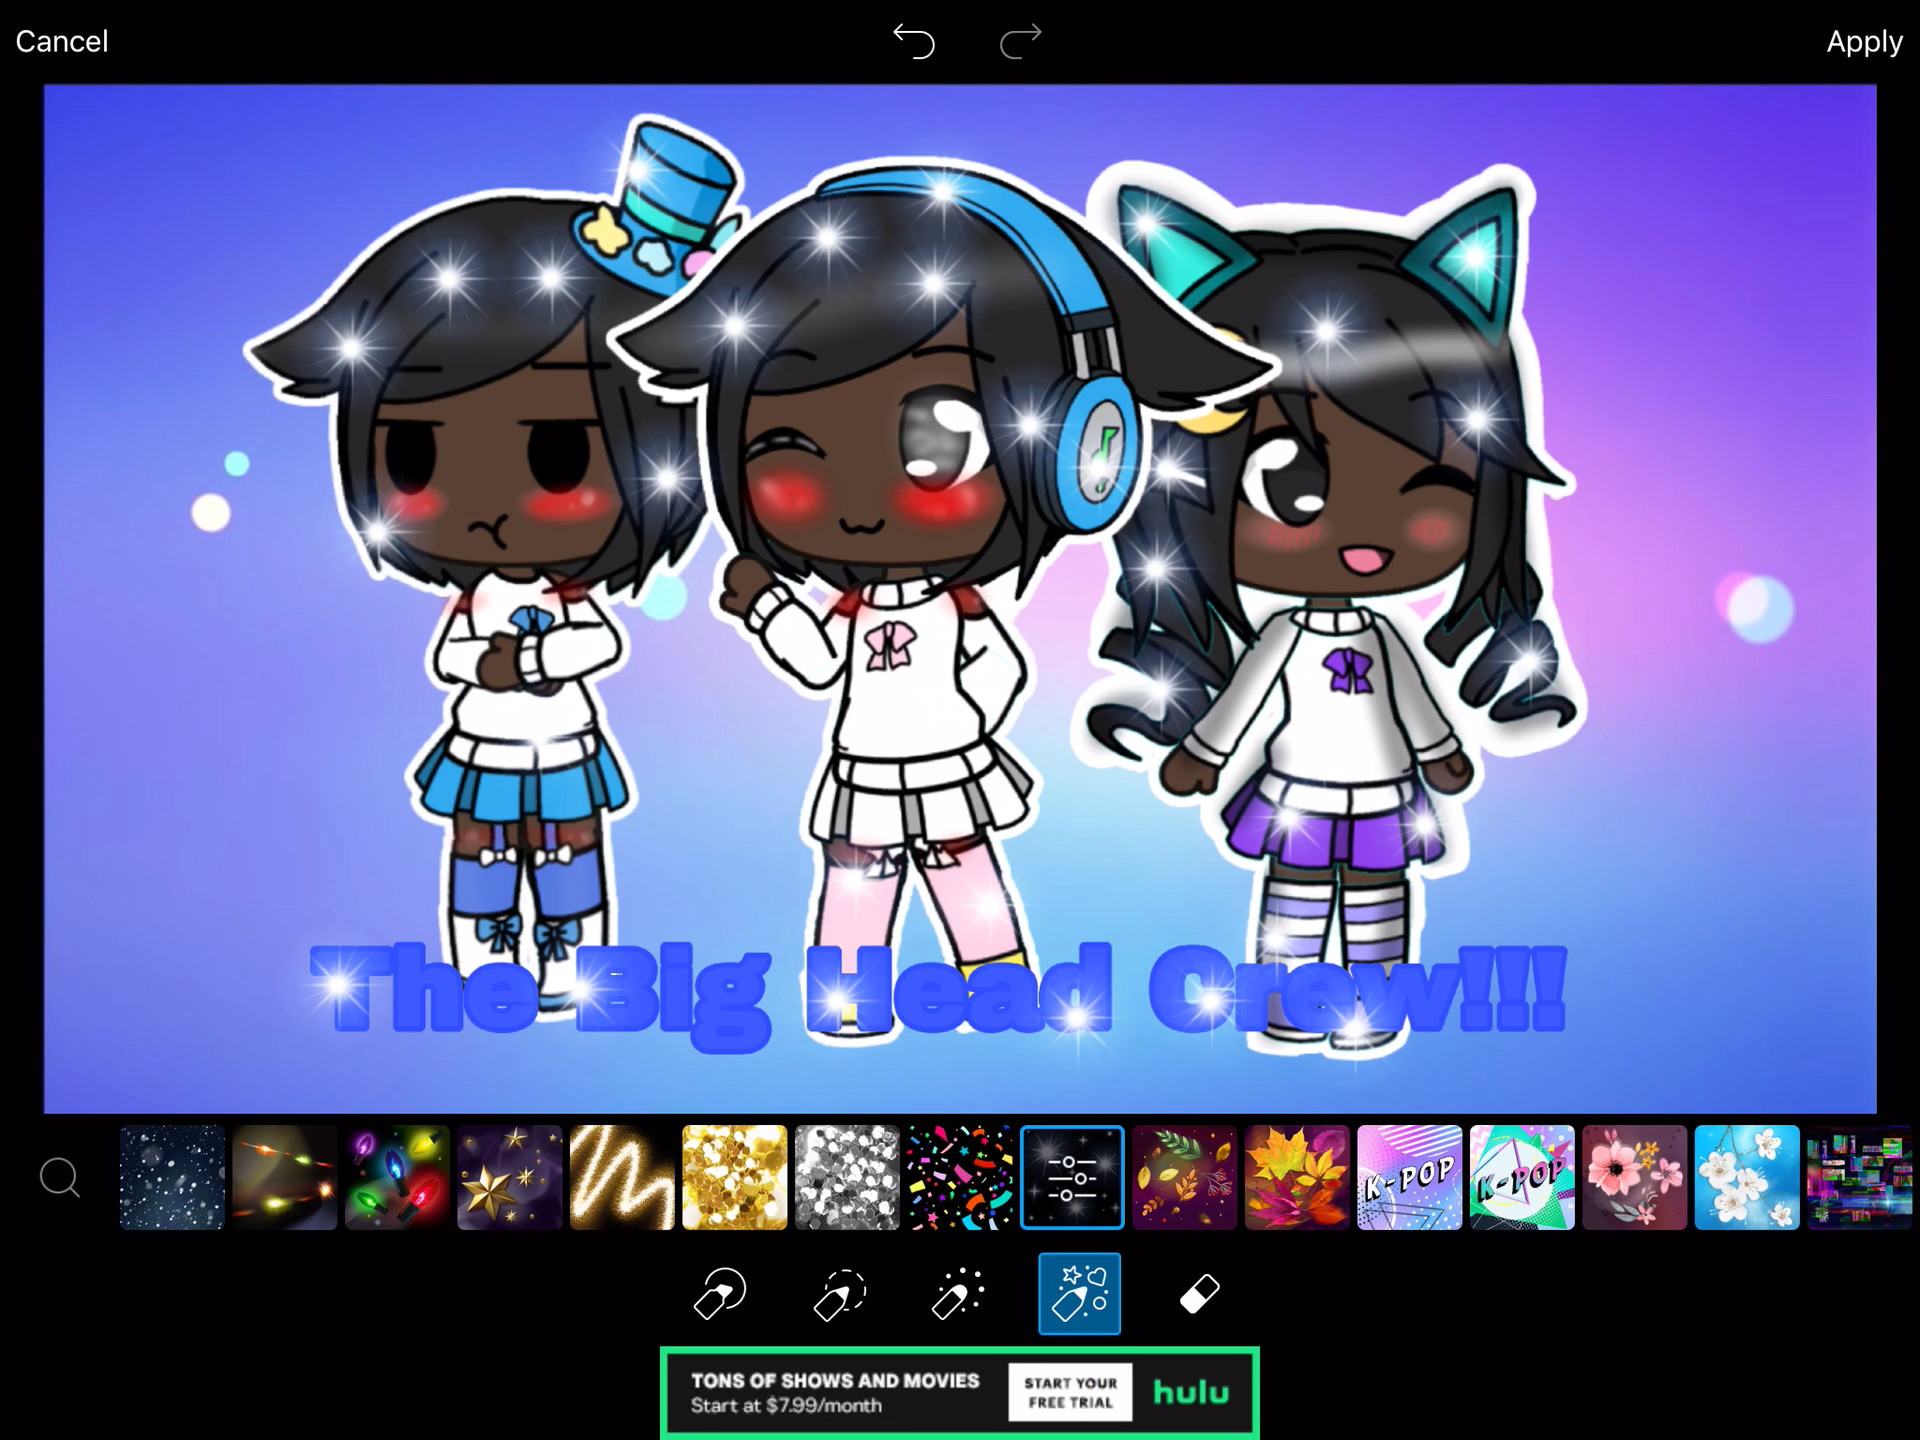 Cancel
Apply
The Big Head Crew!!!
K-POP
K-POP
TONS OF SHOWS AND MOVIES
Start at $7.99/month
START YOUR
FREE TRIAL
hulu